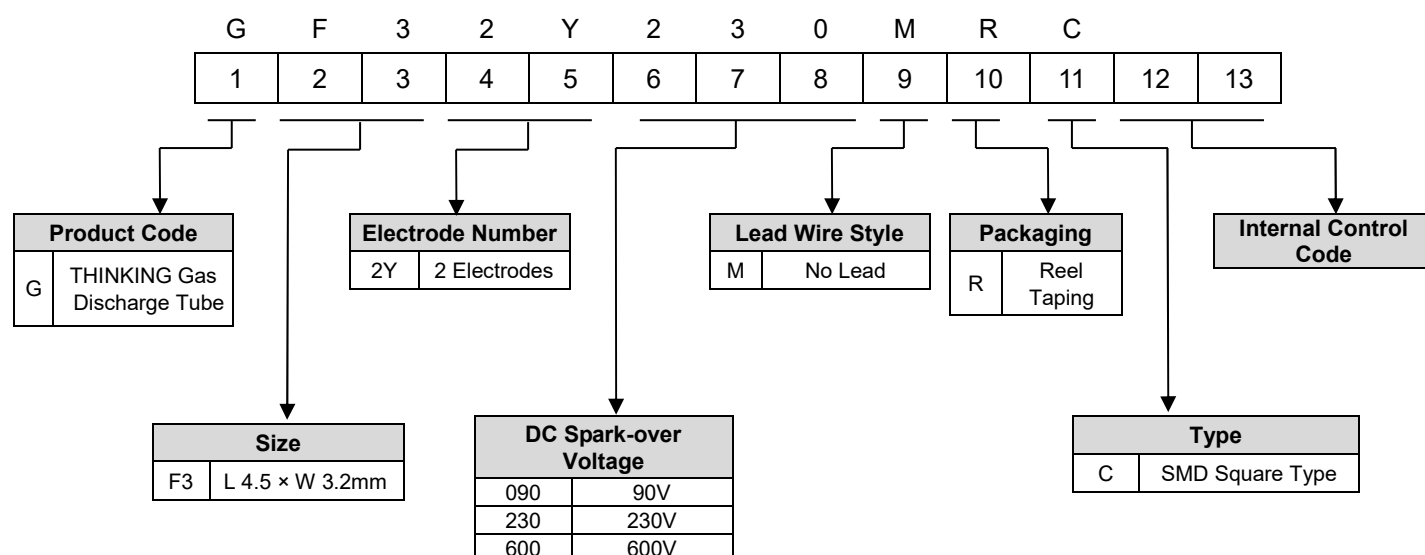 G F 3 2 Y 2 3 0 M R C
1 2 3 4 5 6 7 8 9 10 11 12 13
Product Code
G THINKING Gas
Discharge Tube
Electrode Number
2Y 2 Electrodes
Lead Wire Style
M No Lead
Packaging
R Reel
Taping
Internal Control
Code
Size
F3 L 4.5 × W 3.2mm
DC Spark-over
Voltage
090 90V
230 230V
600 600V
Type
C SMD Square Type